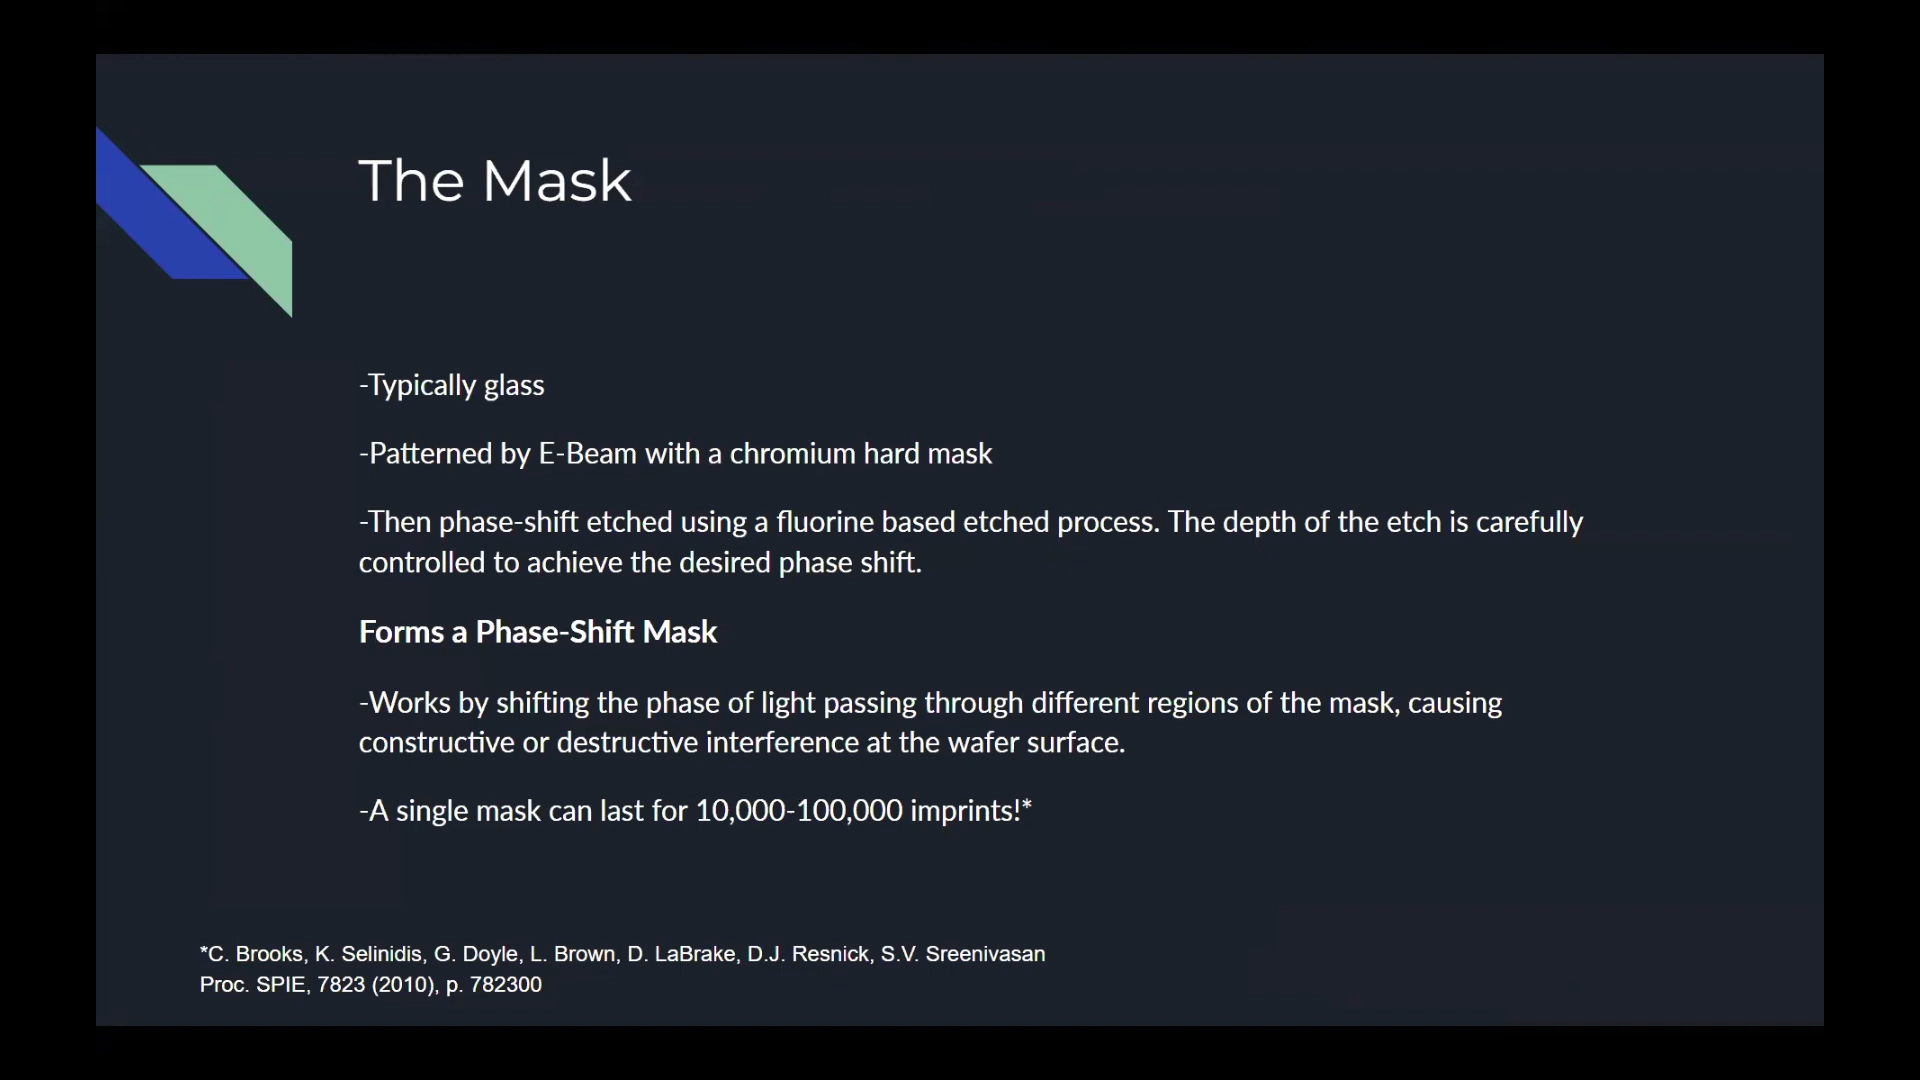 The Mask
-Typically glass
-Patterned by E-Beam with a chromium hard mask
-Then phase-shift etched using a fluorine based etched process. The depth of the etch is carefully
controlled to achieve the desired phase shift.
Forms a Phase-Shift Mask
-Works by shifting the phase of light passing through different regions of the mask, causing
constructive or destructive interference at the wafer surface.
-A single mask can last for 10,000-100,000 imprints!*
*C. Brooks, K. Selinidis, G. Doyle, L. Brown, D. LaBrake, D.J. Resnick, S.V. Sreenivasan
Proc. SPIE, 7823 (2010), p. 782300